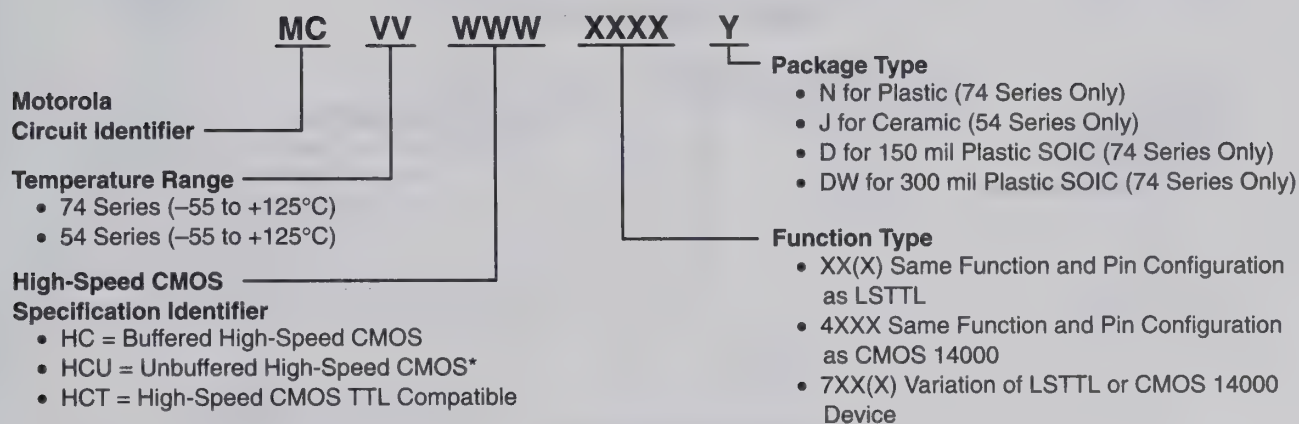 MC VV WWW XXXX Y
Motorola
Circuit Identifier
Temperature Range
• 74 Series (–55 to +125°C)
• 54 Series (–55 to +125°C)
High-Speed CMOS
Specification Identifier
• HC = Buffered High-Speed CMOS
• HCU = Unbuffered High-Speed CMOS*
• HCT = High-Speed CMOS TTL Compatible
Package Type
• N for Plastic (74 Series Only)
• J for Ceramic (54 Series Only)
• D for 150 mil Plastic SOIC (74 Series Only)
• DW for 300 mil Plastic SOIC (74 Series Only)
Function Type
• XX(X) Same Function and Pin Configuration
as LSTTL
• 4XXX Same Function and Pin Configuration
as CMOS 14000
• 7XX(X) Variation of LSTTL or CMOS 14000
Device